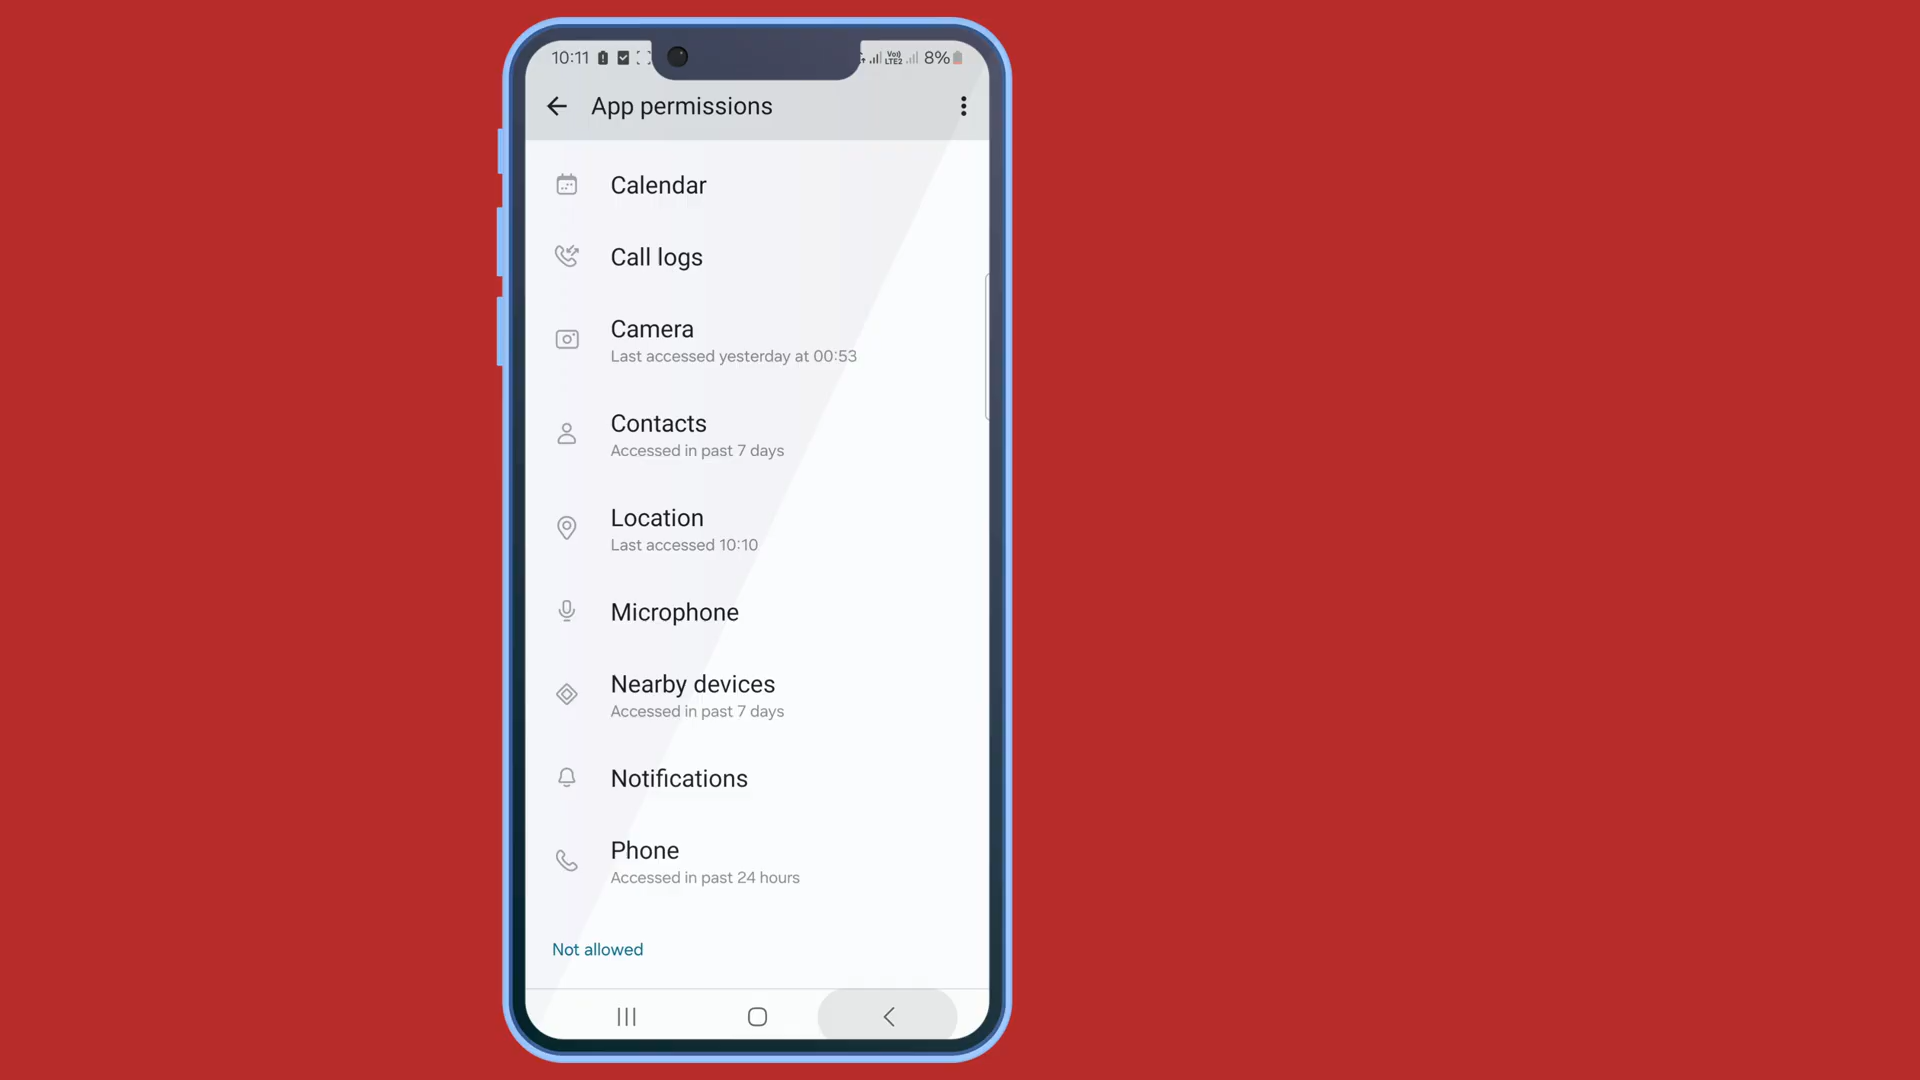 10:11
Vo))
LTE2
8%
App permissions
Calendar
Call logs
Camera
Last accessed yesterday at 00:53
Contacts
Accessed in past 7 days
Location
Last accessed 10:10
Microphone
Nearby devices
Accessed in past 7 days
Notifications
Phone
Accessed in past 24 hours
Not allowed